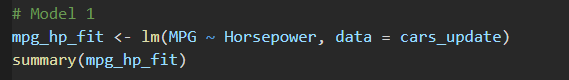 # Model 1
mpg_hp_fit <- lm(MPG ~ Horsepower, data = cars_update)
summary(mpg_hp_fit)